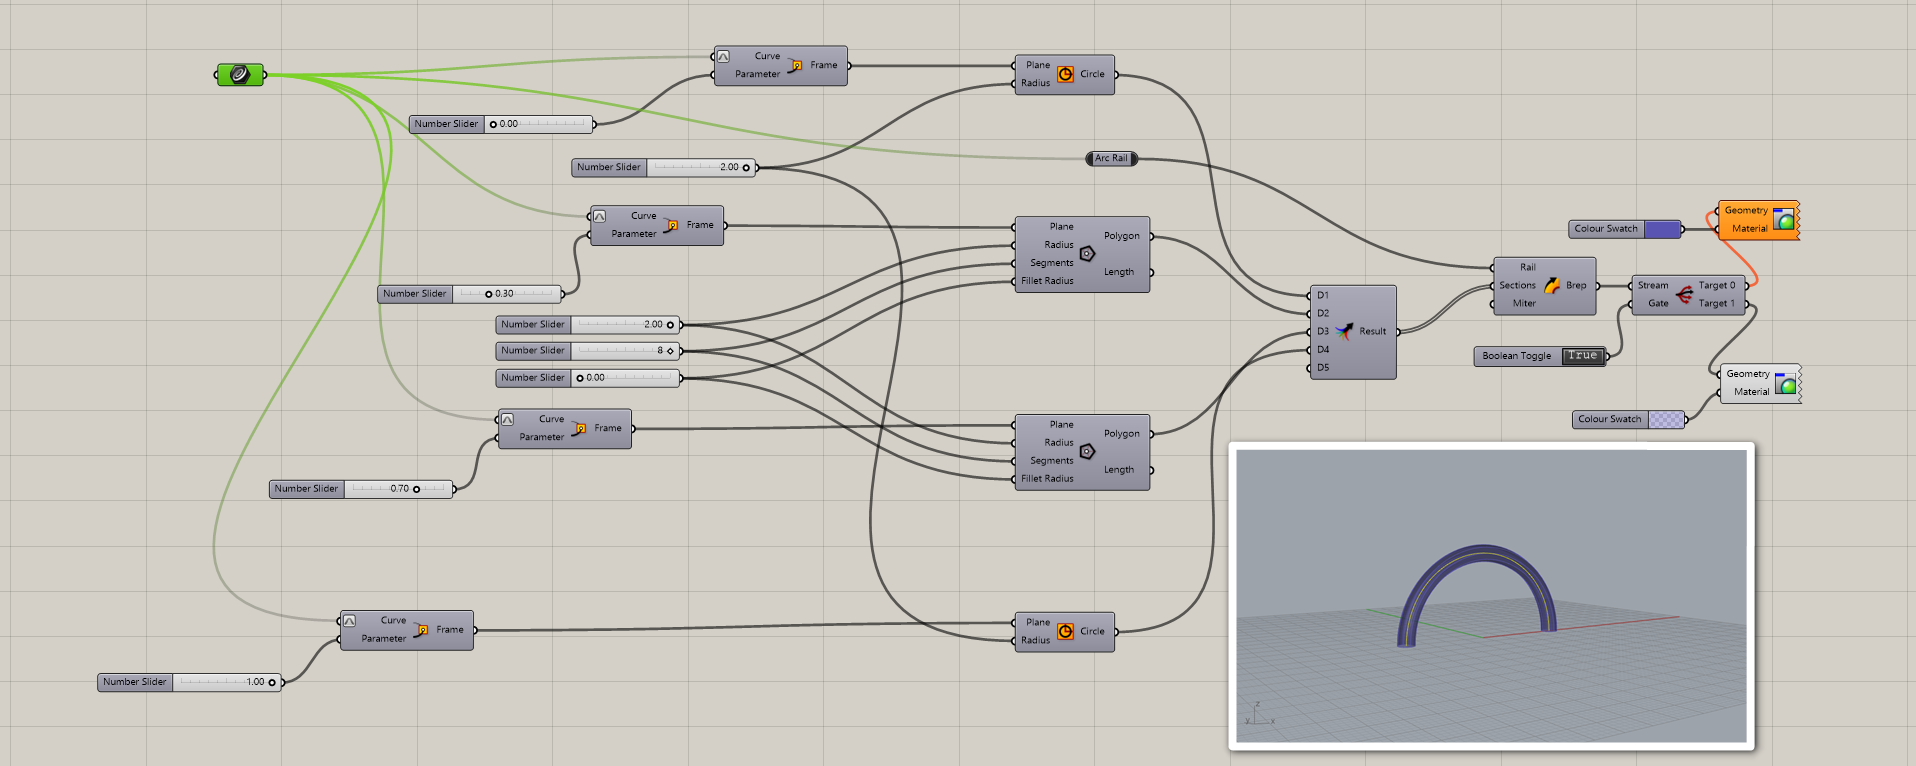 Curve
Parameter
Frame
Number Slider 0.00
Plane
Radius
Circle
Number Slider 2.00
Arc Rail
Curve
Parameter
Frame
Number Slider 0.30
Plane
Radius
Segments
Fillet Radius
Polygon
Length
Number Slider 2.00
Number Slider 8
Number Slider 0.00
Curve
Parameter
Frame
Number Slider 0.70
Plane
Radius
Segments
Fillet Radius
Polygon
Length
Curve
Parameter
Frame
Number Slider 1.00
Plane
Radius
Circle
D1
D2
D3
D4
D5
Result
Rail
Sections
Miter
Brep
Stream
Gate
Target 0
Target 1
Boolean Toggle True
Colour Swatch
Geometry
Material
Geometry
Material
Colour Swatch
z
y
x